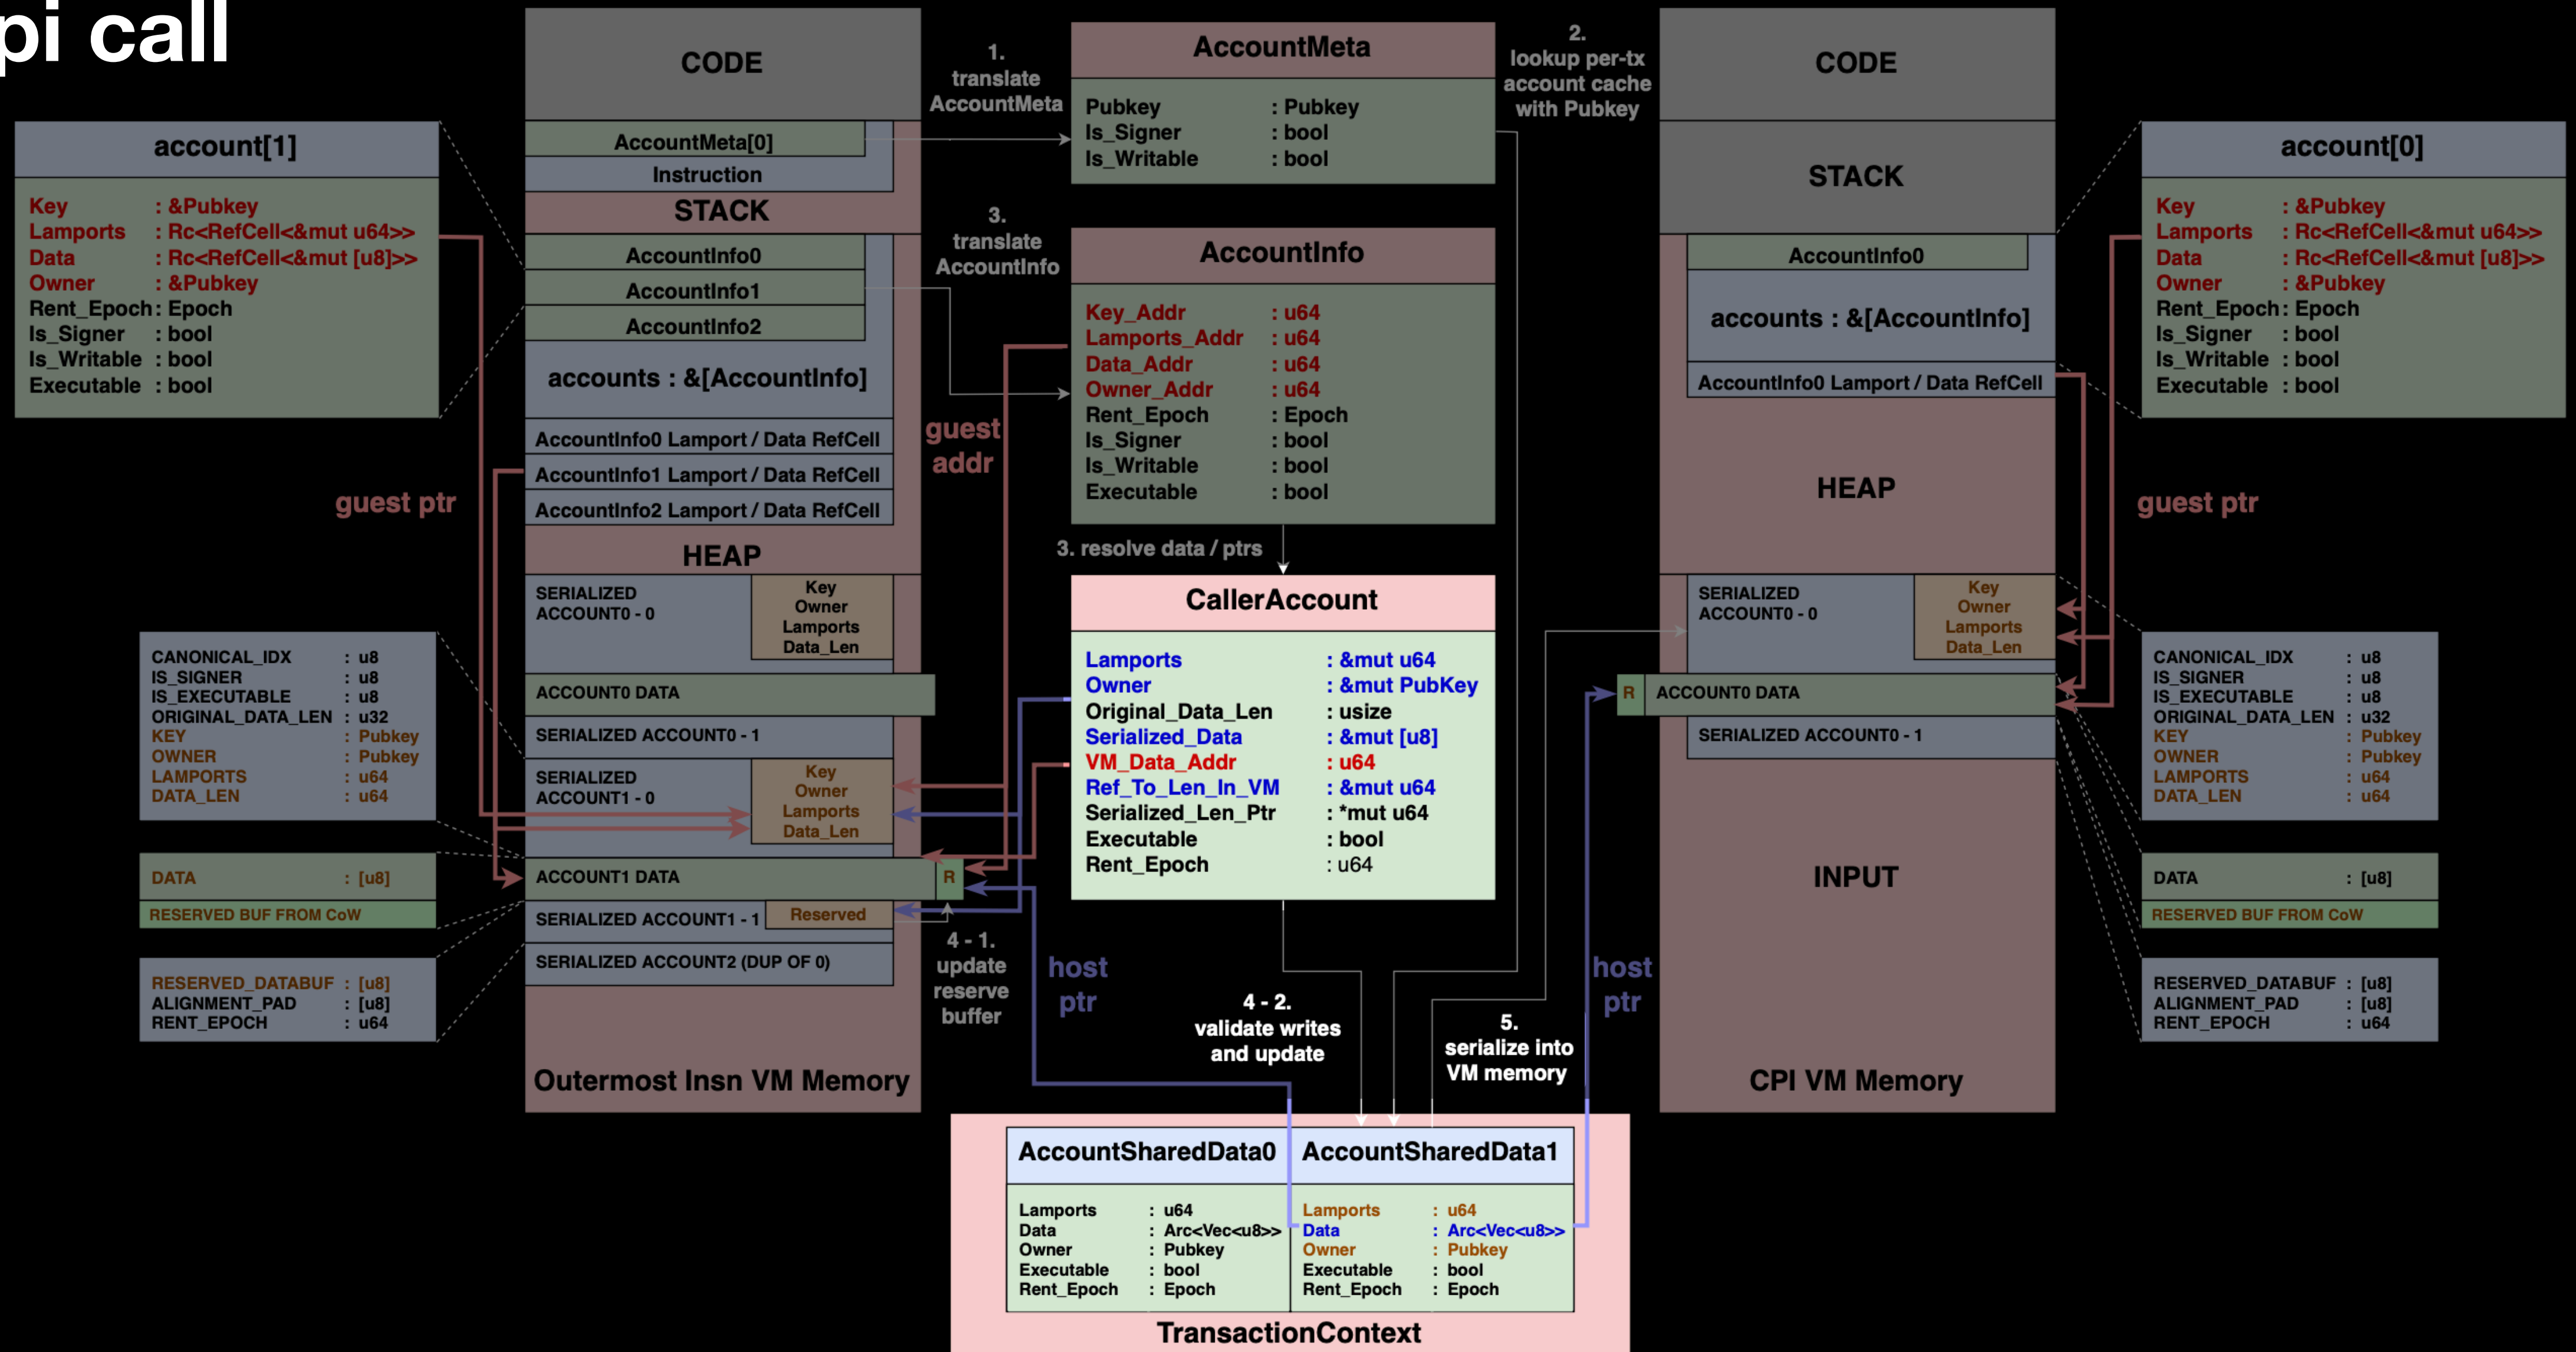 pi call
account[1]
Key : &Pubkey
Lamports : Rc<RefCell<&mut u64>>
Data : Rc<RefCell<&mut [u8]>>
Owner : &Pubkey
Rent_Epoch : Epoch
Is_Signer : bool
Is_Writable : bool
Executable : bool
guest ptr
CANONICAL_IDX : u8
IS_SIGNER : u8
IS_EXECUTABLE : u8
ORIGINAL_DATA_LEN : u32
KEY : Pubkey
OWNER : Pubkey
LAMPORTS : u64
DATA_LEN : u64
DATA : [u8]
RESERVED BUF FROM CoW
RESERVED_DATABUF : [u8]
ALIGNMENT_PAD : [u8]
RENT_EPOCH : u64
CODE
AccountMeta[0]
Instruction
STACK
AccountInfo0
AccountInfo1
AccountInfo2
accounts : &[AccountInfo]
AccountInfo0 Lamport / Data RefCell
AccountInfo1 Lamport / Data RefCell
AccountInfo2 Lamport / Data RefCell
HEAP
SERIALIZED
ACCOUNT0 - 0
Key
Owner
Lamports
Data_Len
ACCOUNT0 DATA
SERIALIZED ACCOUNT0 - 1
SERIALIZED
ACCOUNT1 - 0
Key
Owner
Lamports
Data_Len
ACCOUNT1 DATA
R
SERIALIZED ACCOUNT1 - 1
Reserved
SERIALIZED ACCOUNT2 (DUP OF 0)
Outermost Insn VM Memory
1.
translate
AccountMeta
3.
translate
AccountInfo
guest
addr
4 - 1.
update
reserve
buffer
host
ptr
AccountMeta
Pubkey : Pubkey
Is_Signer : bool
Is_Writable : bool
AccountInfo
Key_Addr : u64
Lamports_Addr : u64
Data_Addr : u64
Owner_Addr : u64
Rent_Epoch : Epoch
Is_Signer : bool
Is_Writable : bool
Executable : bool
3. resolve data / ptrs
CallerAccount
Lamports : &mut u64
Owner : &mut PubKey
Original_Data_Len : usize
Serialized_Data : &mut [u8]
VM_Data_Addr : u64
Ref_To_Len_In_VM : &mut u64
Serialized_Len_Ptr : *mut u64
Executable : bool
Rent_Epoch : u64
4 - 2.
validate writes
and update
5.
serialize into
VM memory
host
ptr
2.
lookup per-tx
account cache
with Pubkey
AccountSharedData0
Lamports : u64
Data : Arc<Vec<u8>>
Owner : Pubkey
Executable : bool
Rent_Epoch : Epoch
AccountSharedData1
Lamports : u64
Data : Arc<Vec<u8>>
Owner : Pubkey
Executable : bool
Rent_Epoch : Epoch
TransactionContext
CODE
STACK
AccountInfo0
accounts : &[AccountInfo]
AccountInfo0 Lamport / Data RefCell
HEAP
SERIALIZED
ACCOUNT0 - 0
Key
Owner
Lamports
Data_Len
R
ACCOUNT0 DATA
SERIALIZED ACCOUNT0 - 1
INPUT
CPI VM Memory
account[0]
Key : &Pubkey
Lamports : Rc<RefCell<&mut u64>>
Data : Rc<RefCell<&mut [u8]>>
Owner : &Pubkey
Rent_Epoch : Epoch
Is_Signer : bool
Is_Writable : bool
Executable : bool
guest ptr
CANONICAL_IDX : u8
IS_SIGNER : u8
IS_EXECUTABLE : u8
ORIGINAL_DATA_LEN : u32
KEY : Pubkey
OWNER : Pubkey
LAMPORTS : u64
DATA_LEN : u64
DATA : [u8]
RESERVED BUF FROM CoW
RESERVED_DATABUF : [u8]
ALIGNMENT_PAD : [u8]
RENT_EPOCH : u64